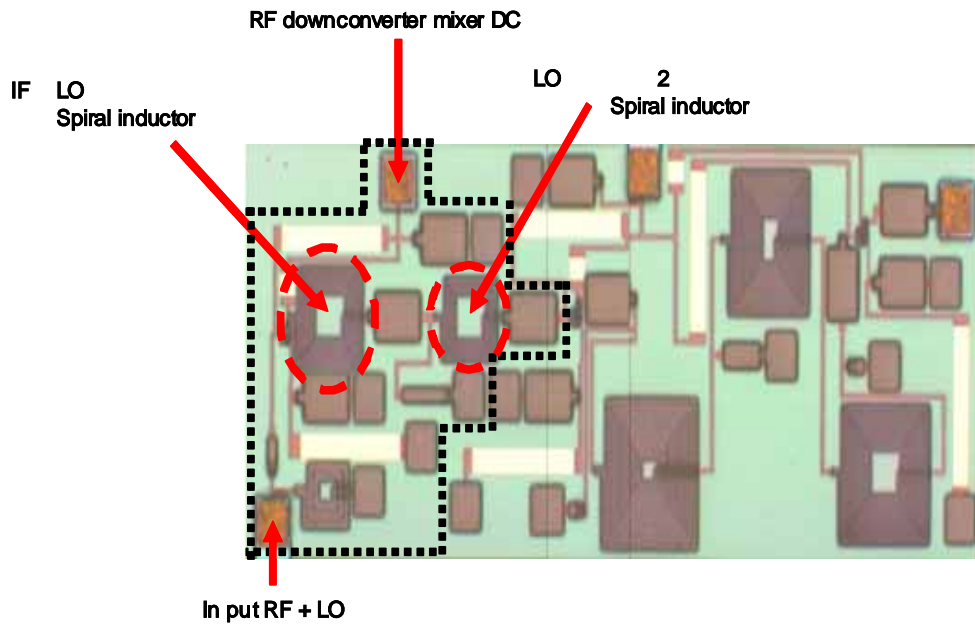 RF downconverter mixer DC
IF LO
Spiral inductor
LO 2
Spiral inductor
In put RF + LO